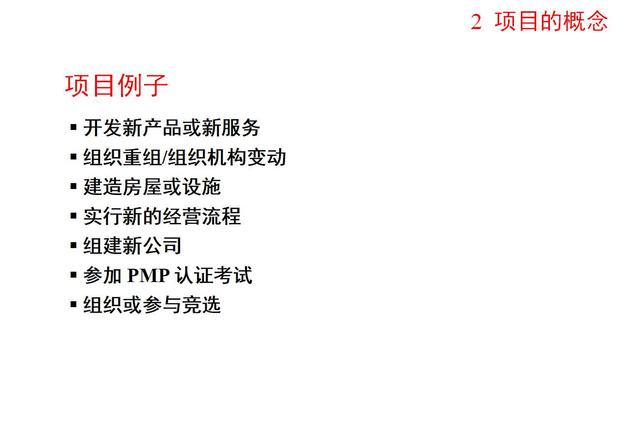 2 项目的概念
项目例子
▪ 开发新产品或新服务
▪ 组织重组/组织机构变动
▪ 建造房屋或设施
▪ 实行新的经营流程
▪ 组建新公司
▪ 参加 PMP 认证考试
▪ 组织或参与竞选